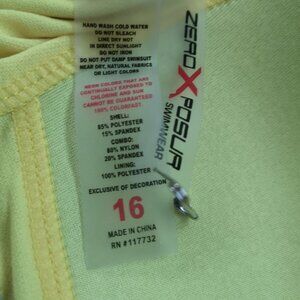 HAND WASH COLD WATER
DO NOT BLEACH
LINE DRY NOT
IN DIRECT SUNLIGHT
DO NOT IRON
DO NOT PUT DAMP SWIMSUIT
NEAR DRY, NATURAL FABRICS
OR LIGHT COLORS
NEON COLORS THAT ARE
CONTINUALLY EXPOSED TO
CHLORINE AND SUN
CANNOT BE GUARANTEED
100% COLORFAST
SHELL:
85% POLYESTER
15% SPANDEX
COMBO:
80% NYLON
20% SPANDEX
LINING:
100% POLYESTER
EXCLUSIVE OF DECORATION
16
MADE IN CHINA
RN #117732
ZEROXPOSUR
SWIMWEAR